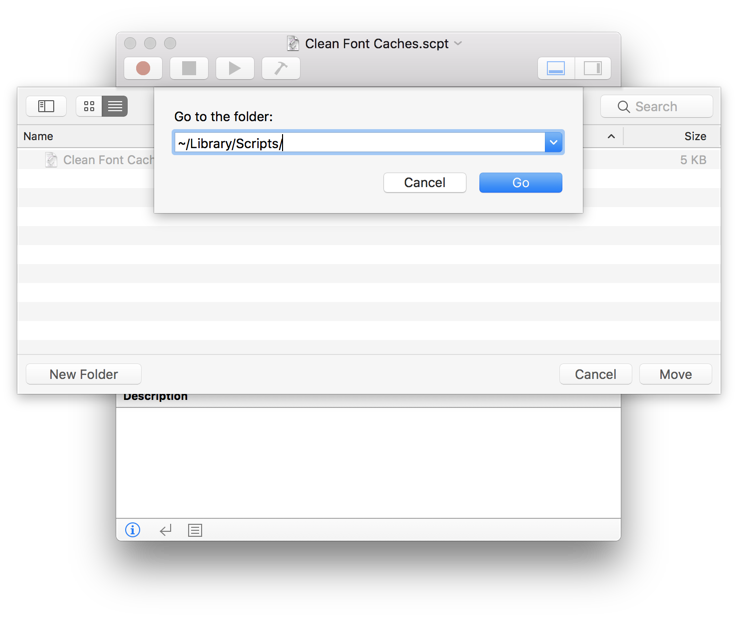 Clean Font Caches.scpt
Go to the folder:
~/Library/Scripts/
Cancel
Go
Search
Name
Size
Clean Font Cach
5 KB
New Folder
Cancel
Move
Description